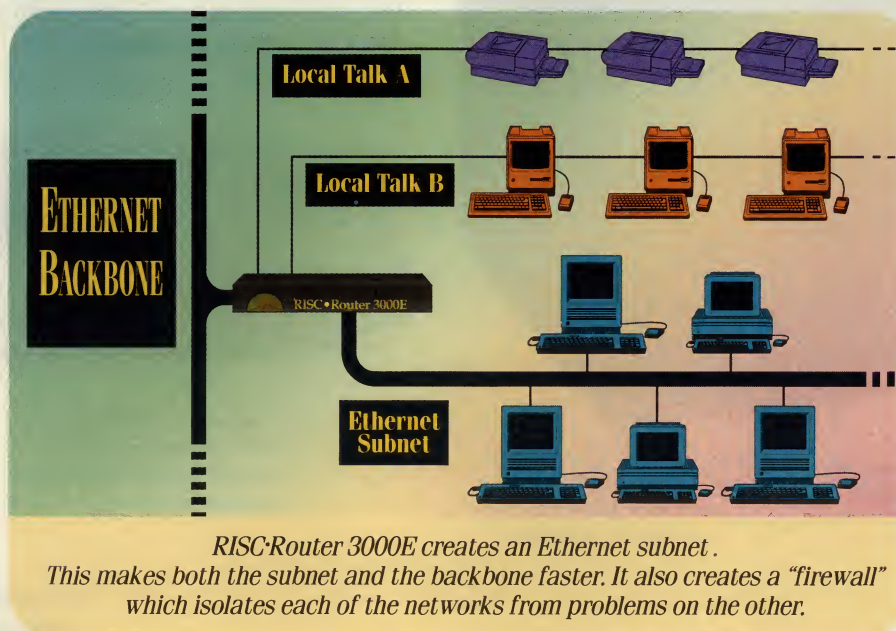 Local Talk A
Local Talk B
ETHERNET
BACKBONE
RISC•Router 3000E
Ethernet
Subnet
RISC•Router 3000E creates an Ethernet subnet .
This makes both the subnet and the backbone faster. It also creates a "firewall"
which isolates each of the networks from problems on the other.